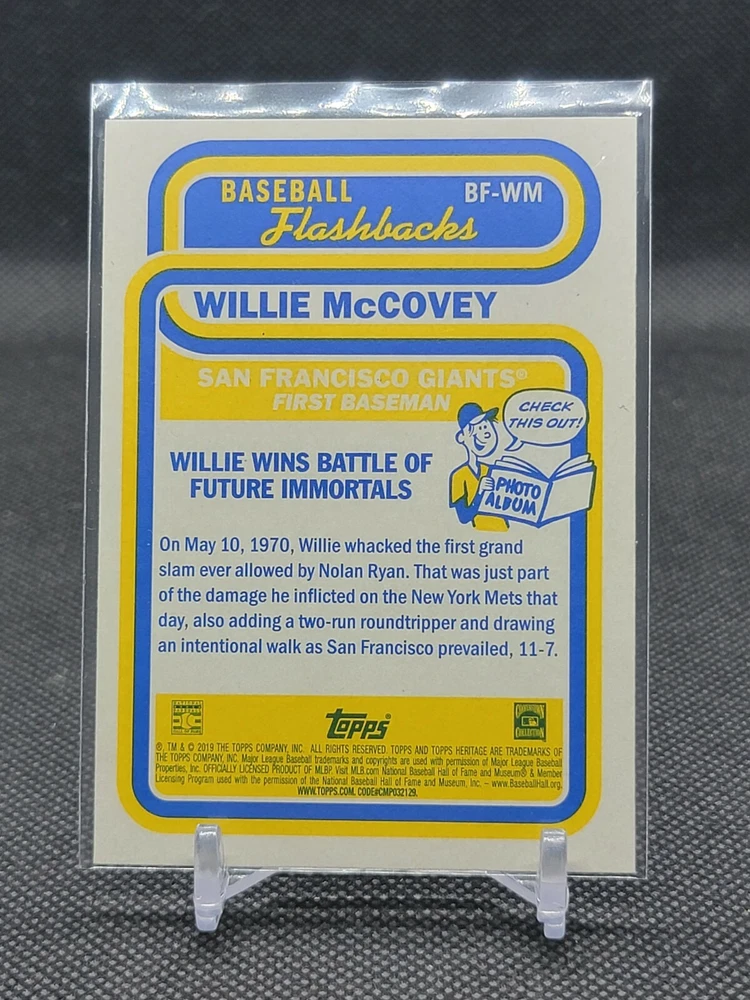 BASEBALL BF-WM
Flashbacks
WILLIE McCOVEY
SAN FRANCISCO GIANTS®
FIRST BASEMAN
CHECK
THIS OUT!
PHOTO
ALBUM
WILLIE WINS BATTLE OF
FUTURE IMMORTALS
On May 10, 1970, Willie whacked the first grand
slam ever allowed by Nolan Ryan. That was just part
of the damage he inflicted on the New York Mets that
day, also adding a two-run roundtripper and drawing
an intentional walk as San Francisco prevailed, 11-7.
NATIONAL
BASEBALL
HALL OF FAME
topps®
COOPERSTOWN
COLLECTION
®, TM & © 2019 THE TOPPS COMPANY, INC. ALL RIGHTS RESERVED. TOPPS AND TOPPS HERITAGE ARE TRADEMARKS OF
THE TOPPS COMPANY, INC. Major League Baseball trademarks and copyrights are used with permission of Major League Baseball
Properties, Inc. OFFICIALLY LICENSED PRODUCT OF MLBP. Visit MLB.com National Baseball Hall of Fame and Museum® & Member
Licensing Program used with the permission of the National Baseball Hall of Fame and Museum, Inc. – www.BaseballHall.org.
WWW.TOPPS.COM. CODE#CMP032129.